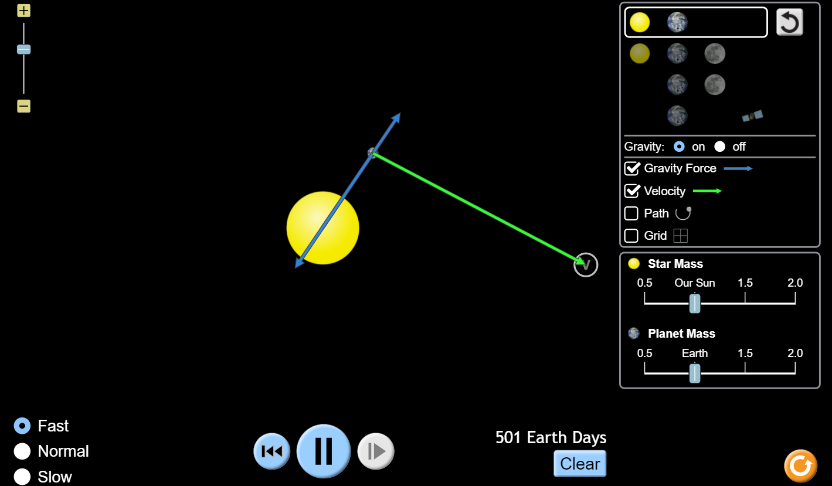 Gravity: on off
Gravity Force
Velocity
Path
Grid
Star Mass
0.5 Our Sun 1.5 2.0
Planet Mass
0.5 Earth 1.5 2.0
V
Fast
Normal
Slow
501 Earth Days
Clear